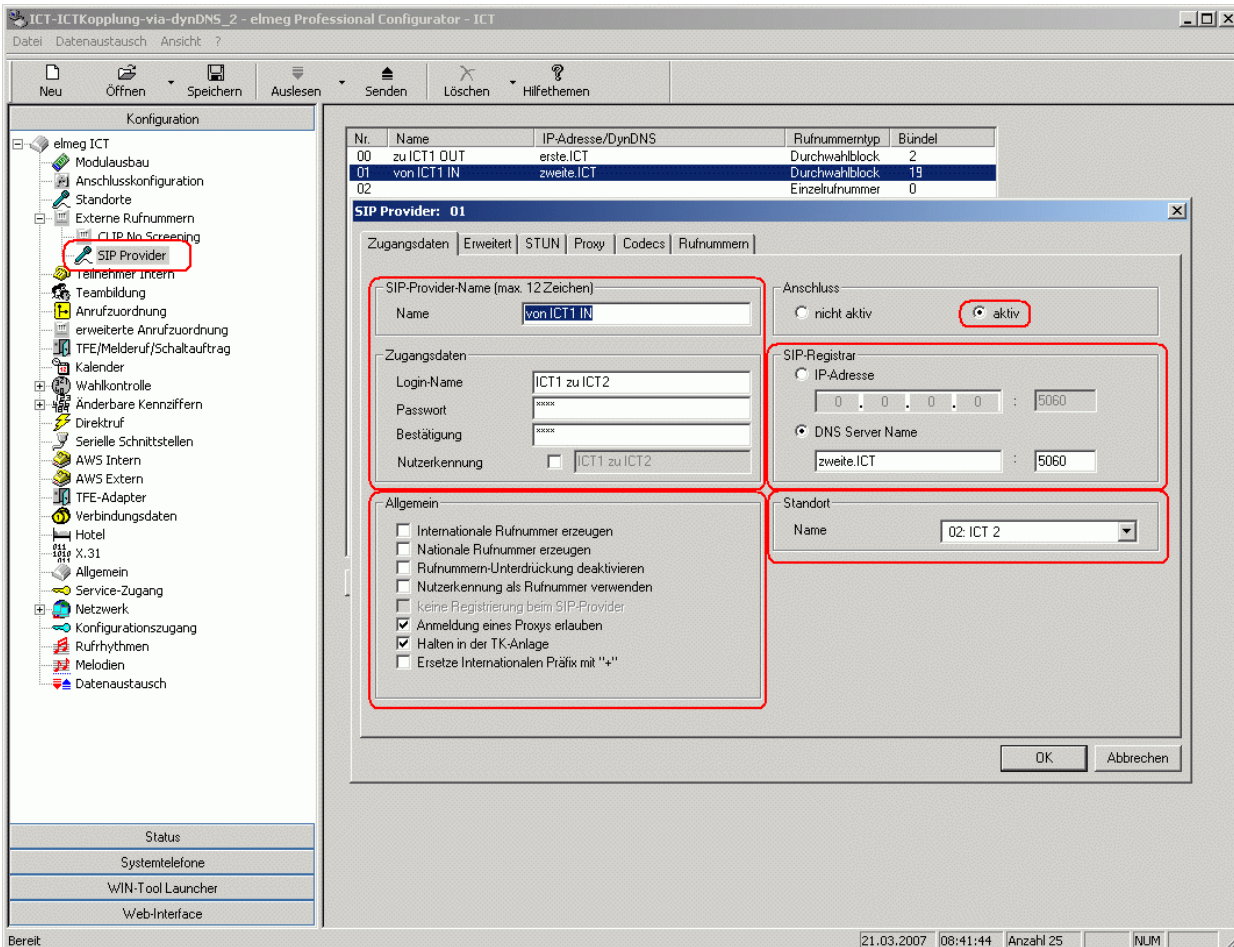 ICT-ICTKopplung-via-dynDNS_2 - elmeg Professional Configurator - ICT
Datei Datenaustausch Ansicht ?
Neu Öffnen Speichern Auslesen Senden Löschen Hilfethemen
Konfiguration
elmeg ICT
Modulausbau
Anschlusskonfiguration
Standorte
Externe Rufnummern
CLIP No Screening
SIP Provider
Teilnehmer Intern
Teambildung
Anrufzuordnung
erweiterte Anrufzuordnung
TFE/Melderuf/Schaltauftrag
Kalender
Wahlkontrolle
Änderbare Kennziffern
Direktruf
Serielle Schnittstellen
AWS Intern
AWS Extern
TFE-Adapter
Verbindungsdaten
Hotel
X.31
Allgemein
Service-Zugang
Netzwerk
Konfigurationszugang
Rufrhythmen
Melodien
Datenaustausch
Status
Systemtelefone
WIN-Tool Launcher
Web-Interface
Nr. Name IP-Adresse/DynDNS Rufnummerntyp Bündel
00 zu ICT1 OUT erste.ICT Durchwahlblock 2
01 von ICT1 IN zweite.ICT Durchwahlblock 19
02 Einzelrufnummer 0
SIP Provider: 01
Zugangsdaten Erweitert STUN Proxy Codecs Rufnummern
SIP-Provider-Name (max. 12 Zeichen)
Name von ICT1 IN
Zugangsdaten
Login-Name ICT1 zu ICT2
Passwort xxxx
Bestätigung xxxx
Nutzerkennung ICT1 zu ICT2
Allgemein
Internationale Rufnummer erzeugen
Nationale Rufnummer erzeugen
Rufnummern-Unterdrückung deaktivieren
Nutzerkennung als Rufnummer verwenden
keine Registrierung beim SIP-Provider
Anmeldung eines Proxys erlauben
Halten in der TK-Anlage
Ersetze Internationalen Präfix mit "+"
Anschluss
nicht aktiv aktiv
SIP-Registrar
IP-Adresse
0 . 0 . 0 . 0 : 5060
DNS Server Name
zweite.ICT : 5060
Standort
Name 02: ICT 2
OK Abbrechen
Bereit 21.03.2007 08:41:44 Anzahl 25 NUM